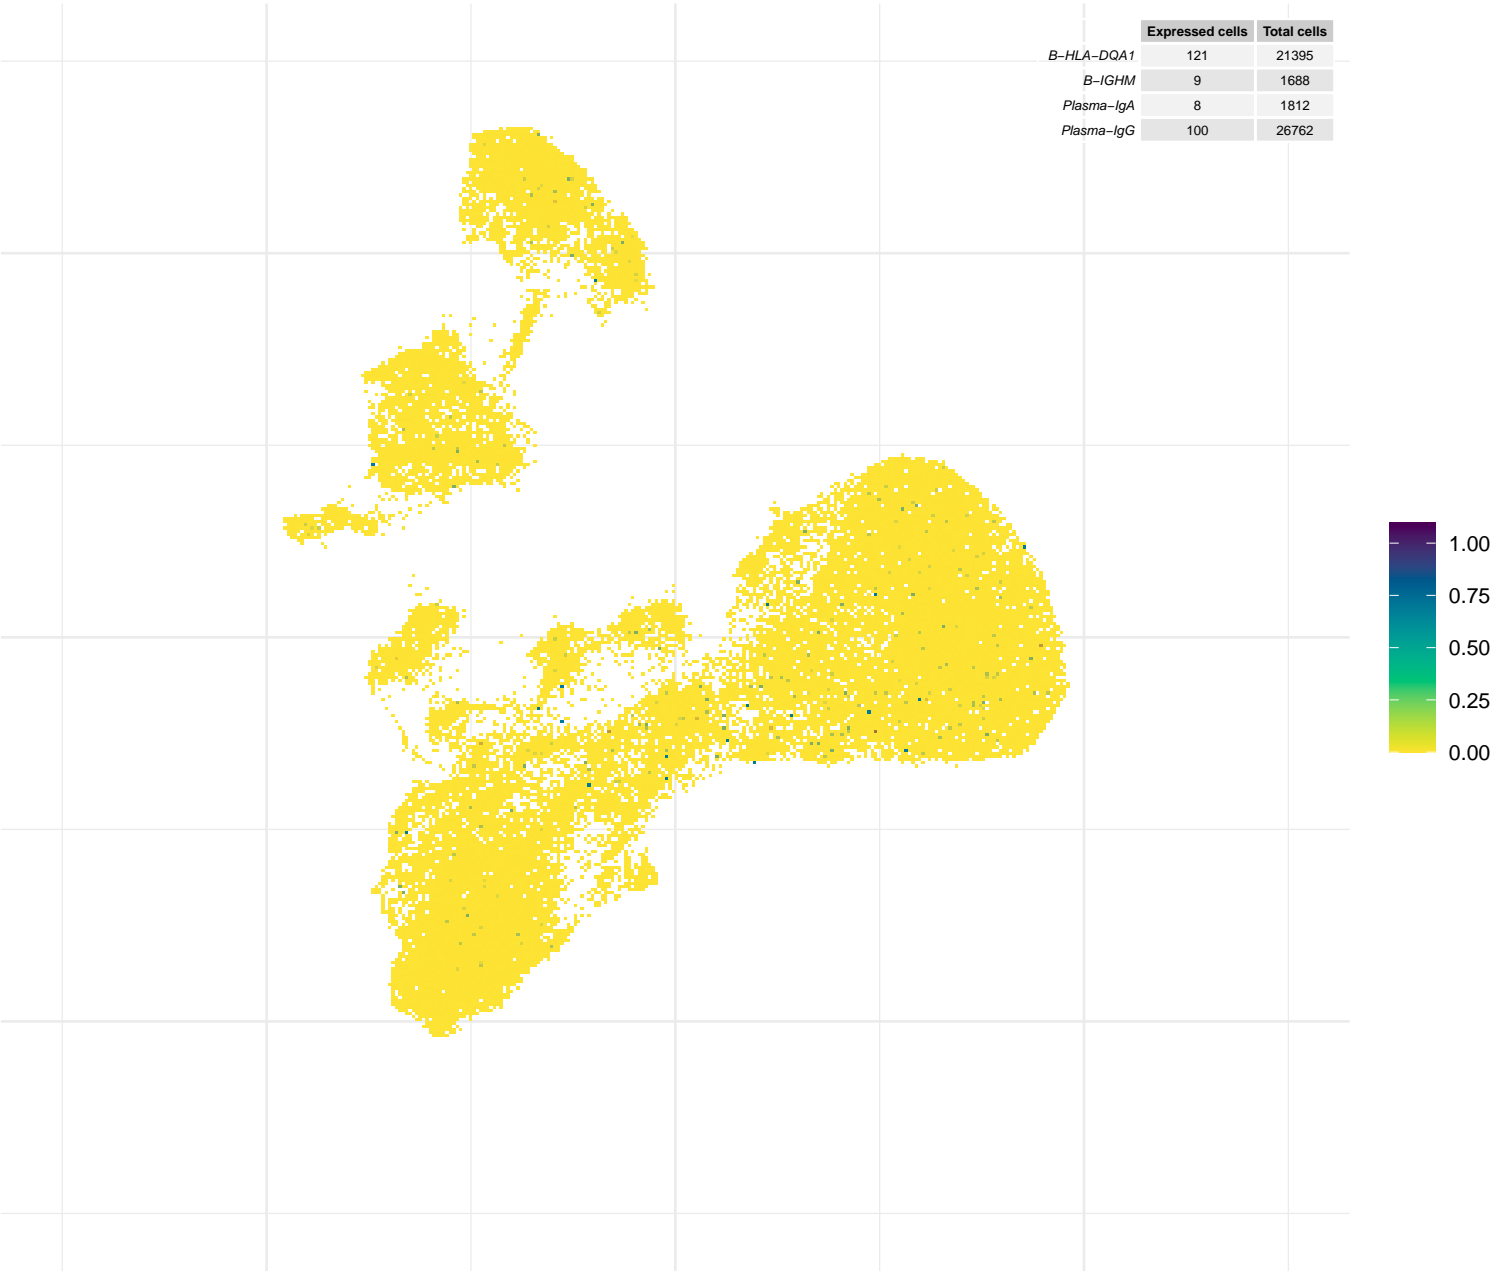 Expressed cells Total cells
B−HLA−DQA1 121 21395
B−IGHM 9 1688
Plasma−IgA 8 1812
Plasma−IgG 100 26762
1.00
0.75
0.50
0.25
0.00